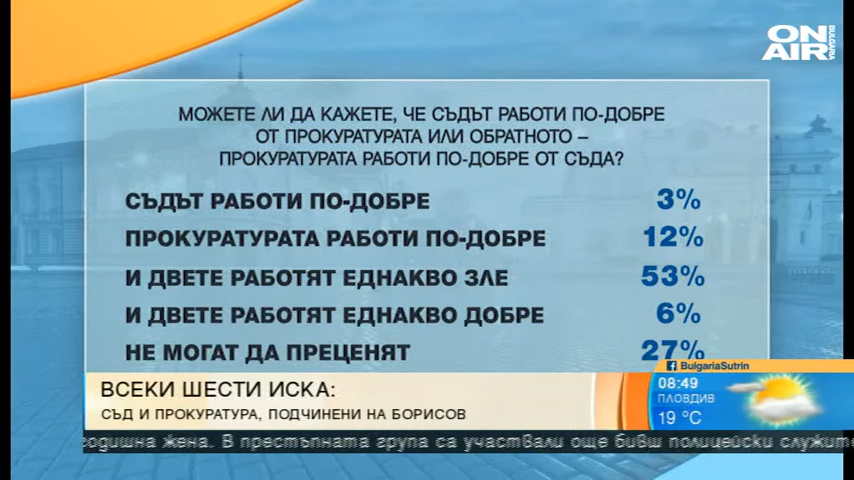 ON
AIR
BULGARIA
МОЖЕТЕ ЛИ ДА КАЖЕТЕ, ЧЕ СЪДЪТ РАБОТИ ПО-ДОБРЕ
ОТ ПРОКУРАТУРАТА ИЛИ ОБРАТНОТО –
ПРОКУРАТУРАТА РАБОТИ ПО-ДОБРЕ ОТ СЪДА?
СЪДЪТ РАБОТИ ПО-ДОБРЕ 3%
ПРОКУРАТУРАТА РАБОТИ ПО-ДОБРЕ 12%
И ДВЕТЕ РАБОТЯТ ЕДНАКВО ЗЛЕ 53%
И ДВЕТЕ РАБОТЯТ ЕДНАКВО ДОБРЕ 6%
НЕ МОГАТ ДА ПРЕЦЕНЯТ 27%
BulgariaSutrin
ВСЕКИ ШЕСТИ ИСКА:
СЪД И ПРОКУРАТУРА, ПОДЧИНЕНИ НА БОРИСОВ
08:49
ПЛОВДИВ
19 °C
годишна жена. В престъпната група са участвали още бивш полицейски служите